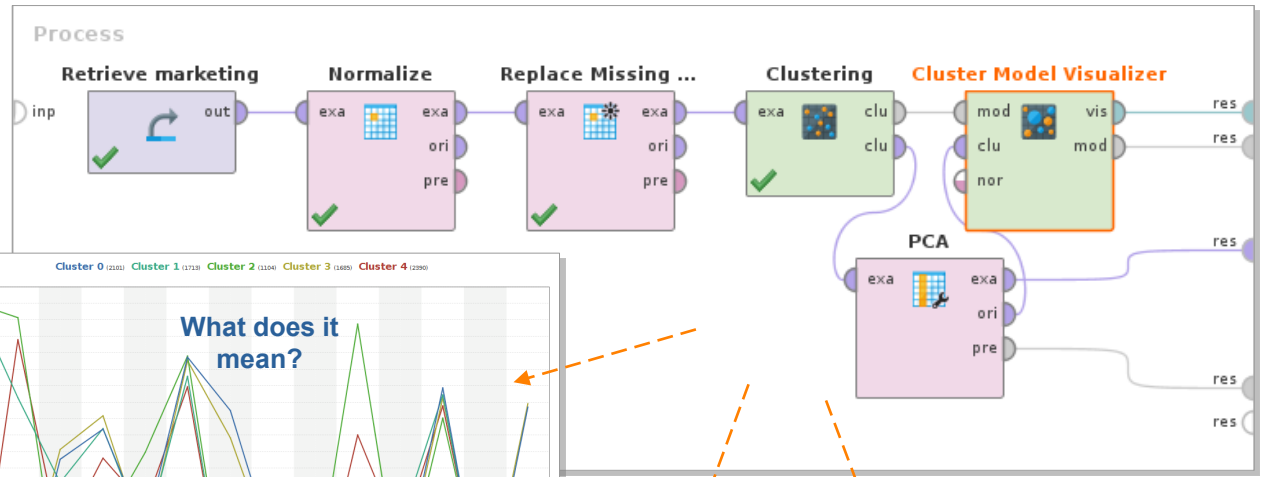 Process
Retrieve marketing
Normalize
Replace Missing ...
Clustering
Cluster Model Visualizer
inp
out
exa
exa
ori
pre
exa
exa
ori
pre
exa
clu
clu
mod
vis
clu
mod
nor
res
res
PCA
exa
exa
ori
pre
res
res
res
Cluster 0 (2101) Cluster 1 (1713) Cluster 2 (1104) Cluster 3 (1685) Cluster 4 (2390)
What does it
mean?